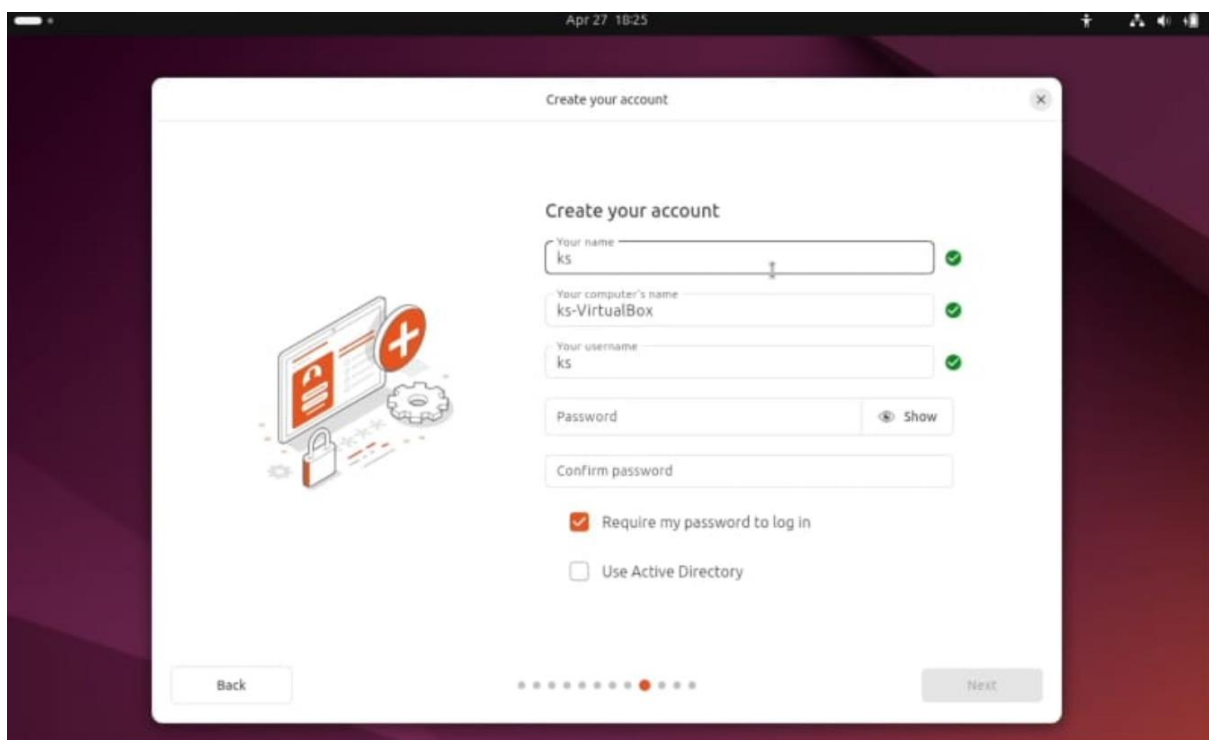 Apr 27 18:25
Create your account
Create your account
Your name
ks
Your computer's name
ks-VirtualBox
Your username
ks
Password
Show
Confirm password
Require my password to log in
Use Active Directory
Back
Next